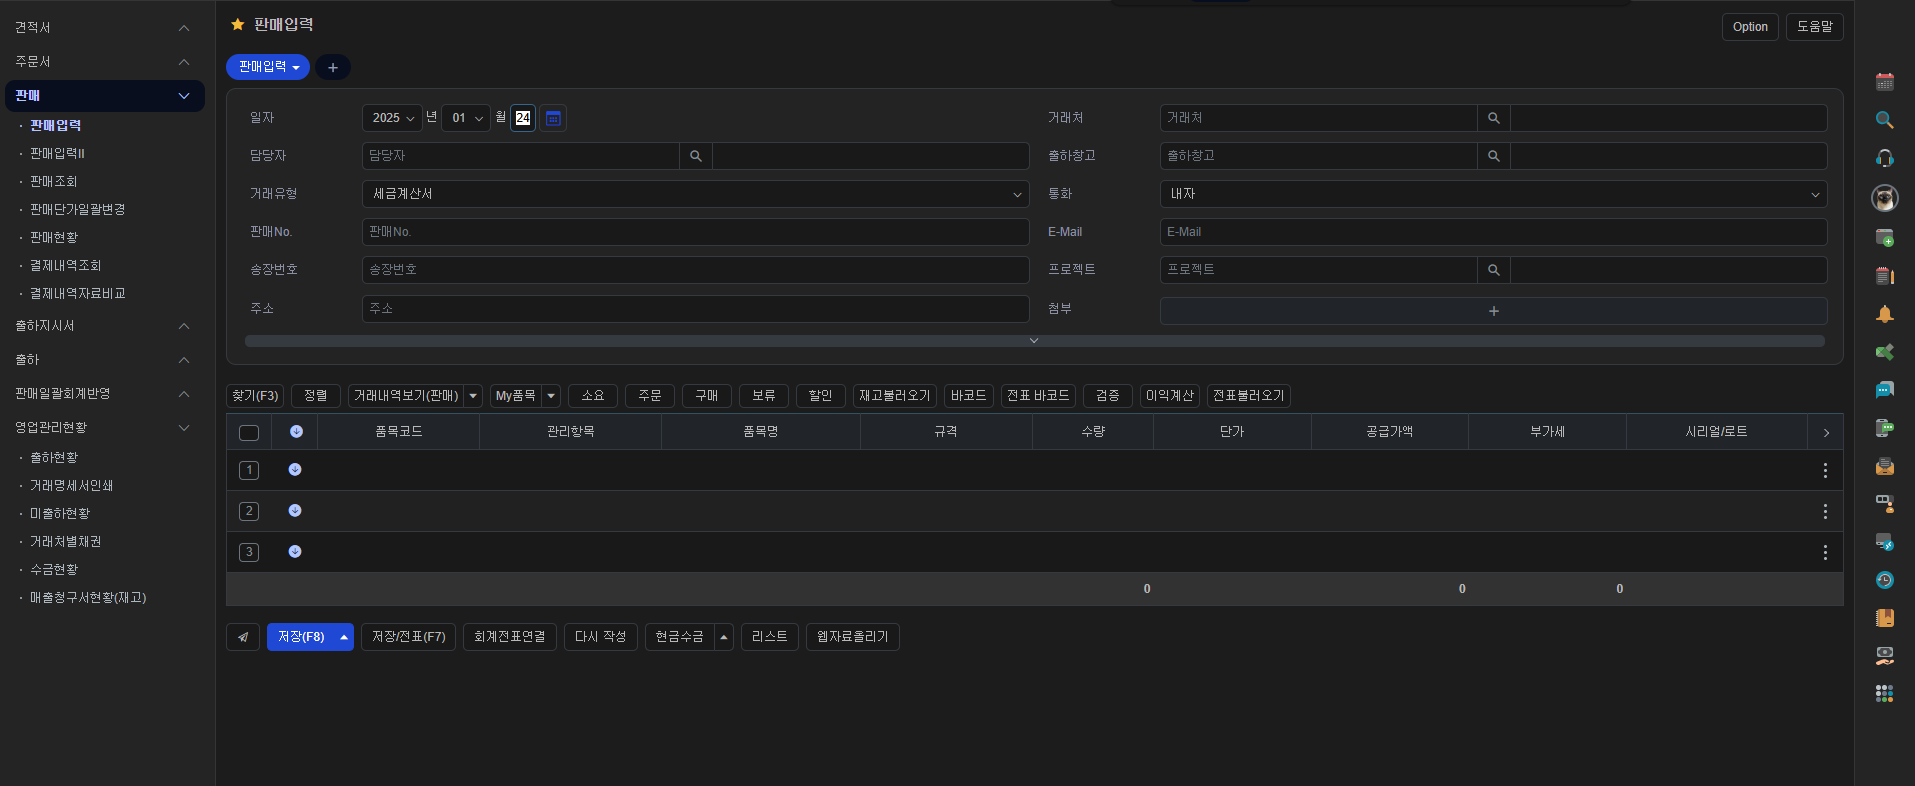 견적서
주문서
판매
· 판매입력
· 판매입력II
· 판매조회
· 판매단가일괄변경
· 판매현황
· 결제내역조회
· 결제내역자료비교
출하지시서
출하
판매일괄회계반영
영업관리현황
· 출하현황
· 거래명세서인쇄
· 미출하현황
· 거래처별채권
· 수금현황
· 매출청구서현황(재고)
판매입력
Option 도움말
판매입력 +
일자 2025 년 01 월 24 거래처 거래처
담당자 담당자 출하창고 출하창고
거래유형 세금계산서 통화 내자
판매No. 판매No. E-Mail E-Mail
송장번호 송장번호 프로젝트 프로젝트
주소 주소 첨부 +
찾기(F3) 정렬 거래내역보기(판매) My품목 소요 주문 구매 보류 할인 재고불러오기 바코드 전표 바코드 검증 이익계산 전표불러오기
품목코드 관리항목 품목명 규격 수량 단가 공급가액 부가세 시리얼/로트
1
2
3
0 0 0
저장(F8) 저장/전표(F7) 회계전표연결 다시 작성 현금수금 리스트 웹자료올리기